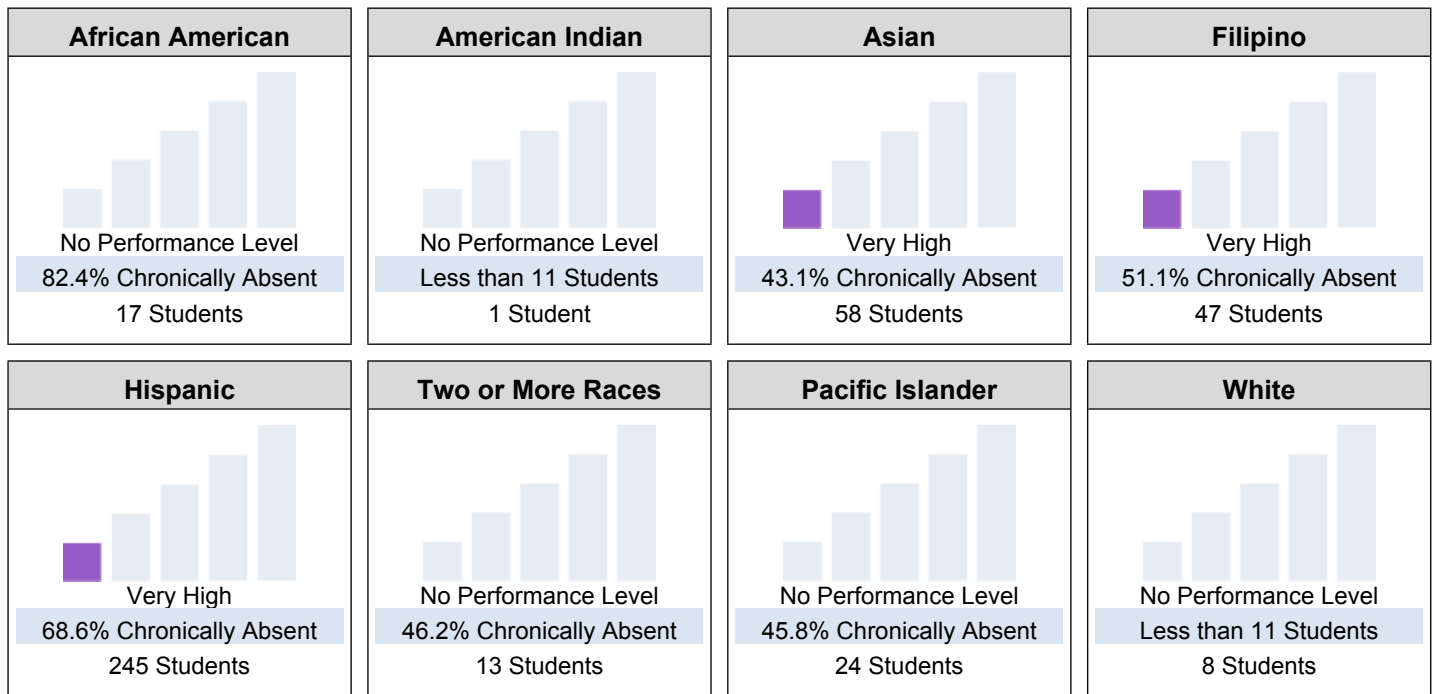 African American
No Performance Level
82.4% Chronically Absent
17 Students
American Indian
No Performance Level
Less than 11 Students
1 Student
Asian
Very High
43.1% Chronically Absent
58 Students
Filipino
Very High
51.1% Chronically Absent
47 Students
Hispanic
Very High
68.6% Chronically Absent
245 Students
Two or More Races
No Performance Level
46.2% Chronically Absent
13 Students
Pacific Islander
No Performance Level
45.8% Chronically Absent
24 Students
White
No Performance Level
Less than 11 Students
8 Students